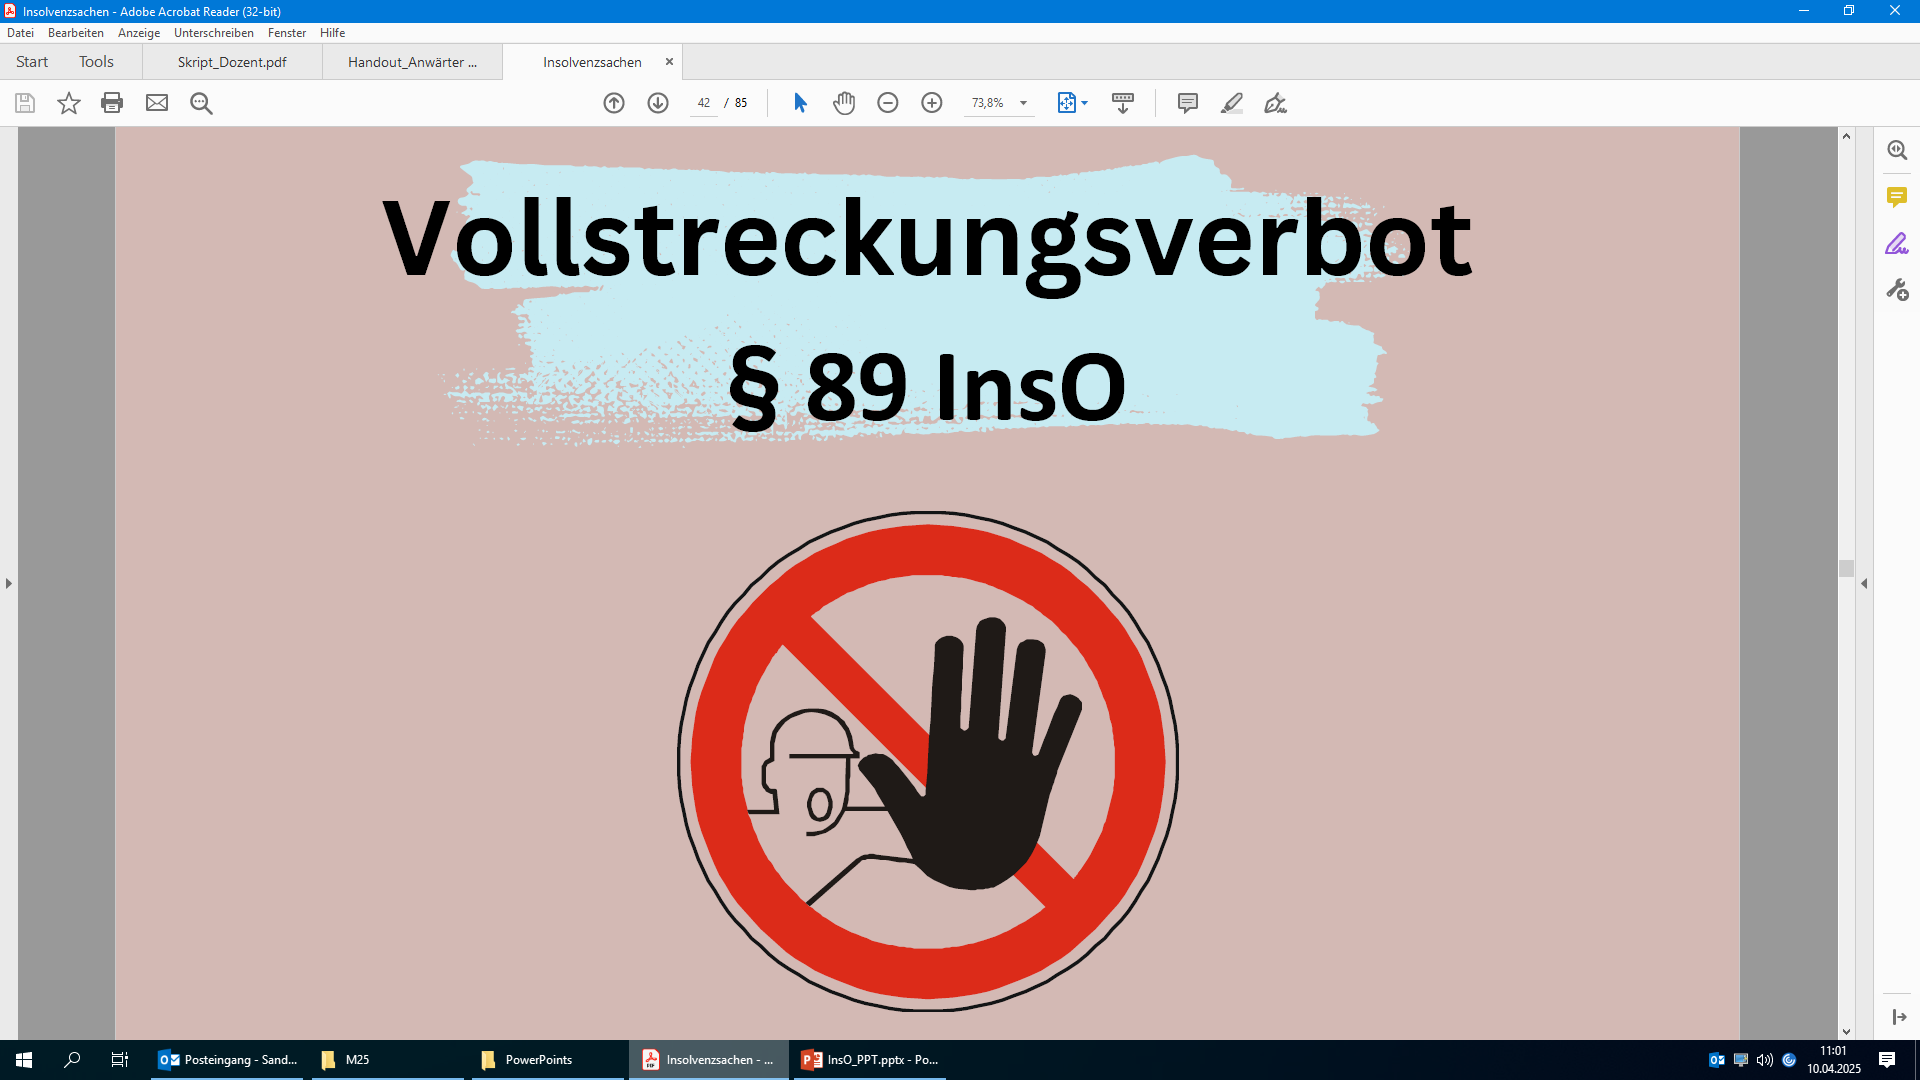 Insolvenzsachen - Adobe Acrobat Reader (32-bit)
Datei Bearbeiten Anzeige Unterschreiben Fenster Hilfe
Start Tools Skript_Dozent.pdf Handout_Anwärter ... Insolvenzsachen
42 / 85 73,8%
Vollstreckungsverbot
§ 89 InsO
Posteingang - Sand... M25 PowerPoints Insolvenzsachen - ... InsO_PPT.pptx - Po...
11:01
10.04.2025